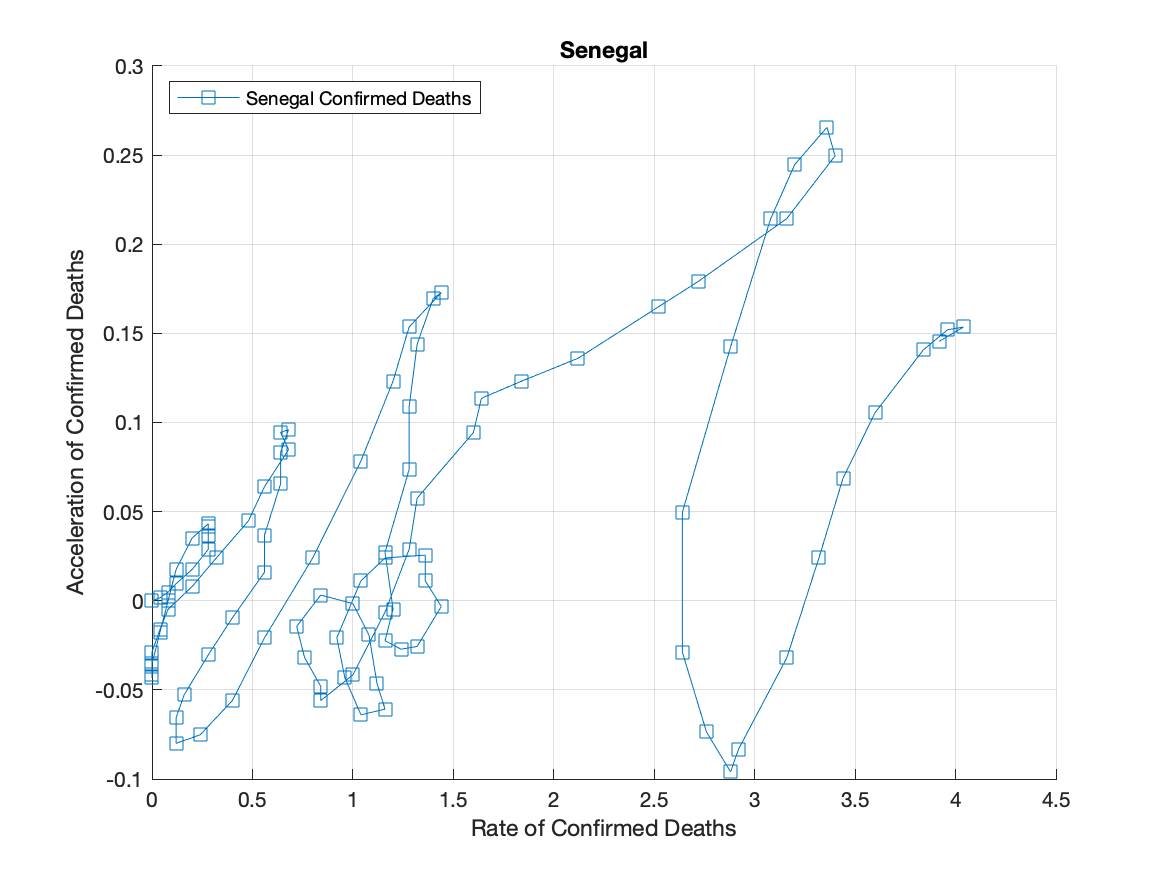 Senegal
Senegal Confirmed Deaths
0.3
0.25
0.2
0.15
0.1
0.05
0
-0.05
-0.1
Acceleration of Confirmed Deaths
0 0.5 1 1.5 2 2.5 3 3.5 4 4.5
Rate of Confirmed Deaths